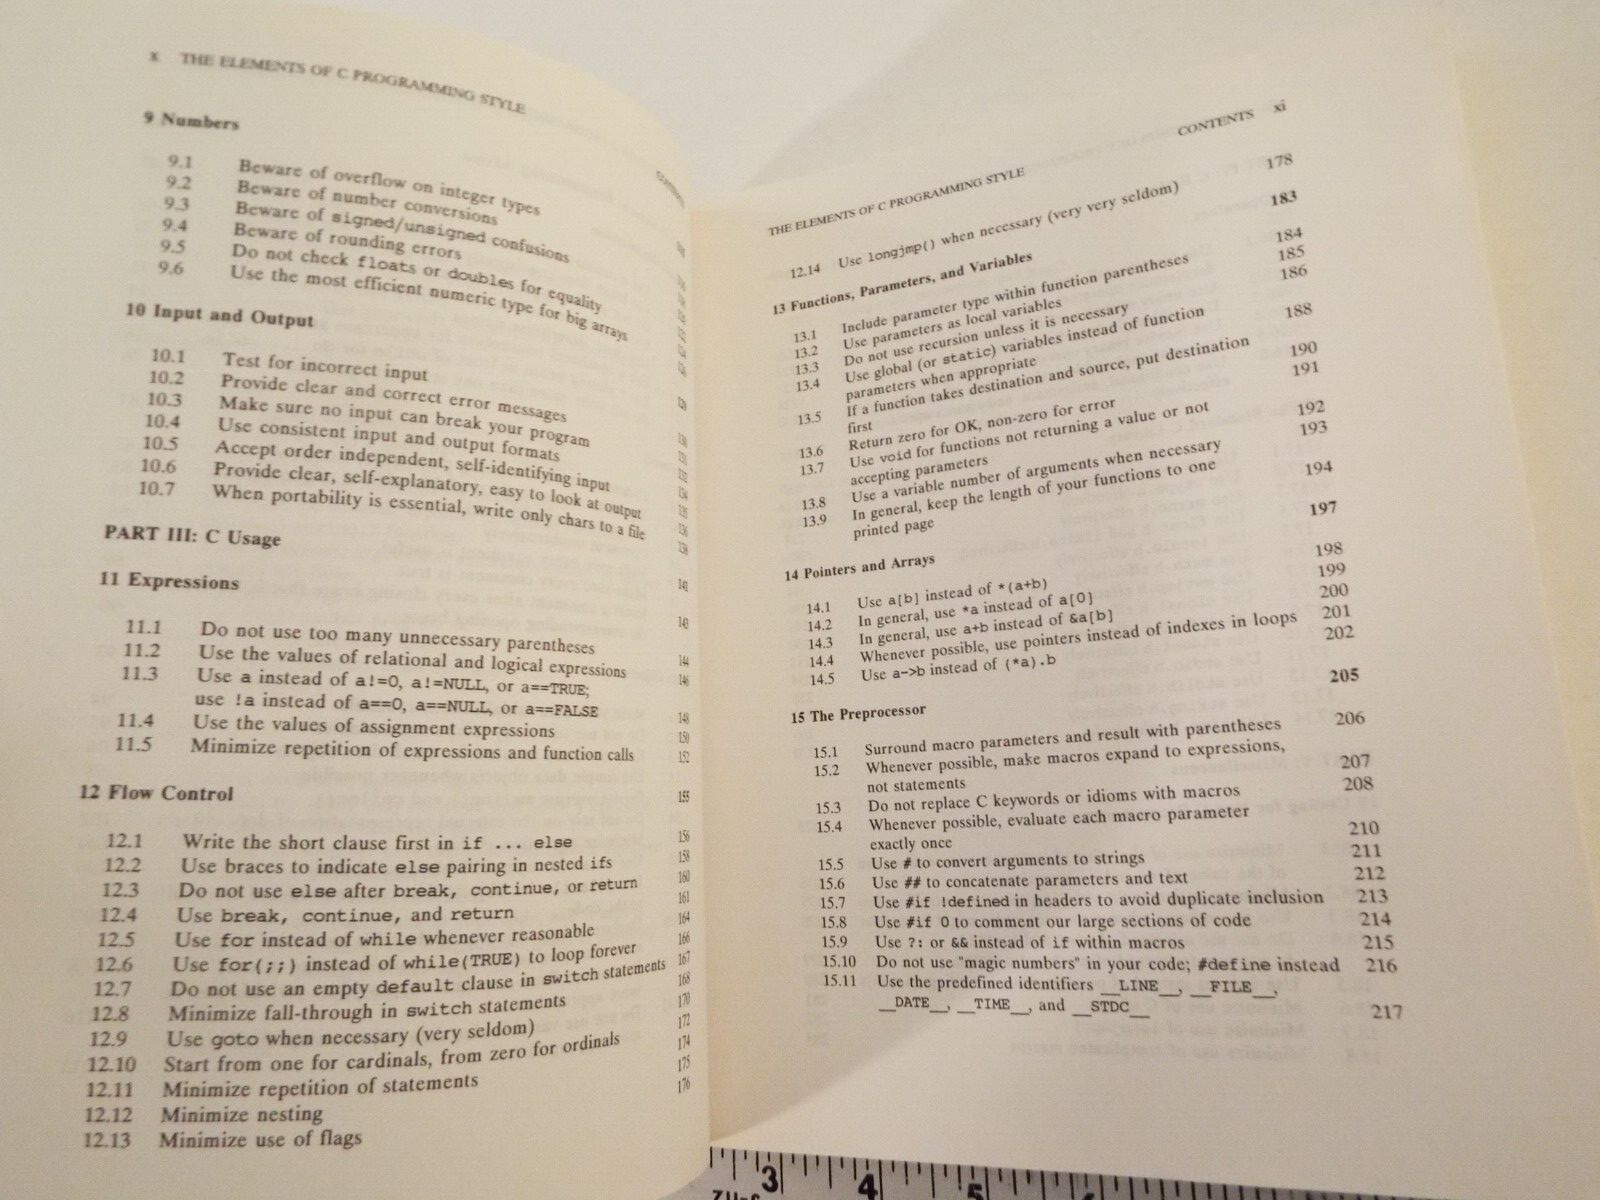 x THE ELEMENTS OF C PROGRAMMING STYLE
9 Numbers
9.1 Beware of overflow on integer types
9.2 Beware of number conversions
9.3 Beware of signed/unsigned confusions
9.4 Beware of rounding errors
9.5 Do not check floats or doubles for equality
9.6 Use the most efficient numeric type for big arrays
10 Input and Output
10.1 Test for incorrect input
10.2 Provide clear and correct error messages
10.3 Make sure no input can break your program
10.4 Use consistent input and output formats
10.5 Accept order independent, self-identifying input
10.6 Provide clear, self-explanatory, easy to look at output
10.7 When portability is essential, write only chars to a file
PART III: C Usage
11 Expressions
11.1 Do not use too many unnecessary parentheses
11.2 Use the values of relational and logical expressions
11.3 Use a instead of a!=0, a!=NULL, or a==TRUE;
use !a instead of a==0, a==NULL, or a==FALSE
11.4 Use the values of assignment expressions
11.5 Minimize repetition of expressions and function calls 152
12 Flow Control 155
12.1 Write the short clause first in if ... else 156
12.2 Use braces to indicate else pairing in nested ifs 158
12.3 Do not use else after break, continue, or return 160
12.4 Use break, continue, and return 161
12.5 Use for instead of while whenever reasonable 164
12.6 Use for(;;) instead of while(TRUE) to loop forever 166
12.7 Do not use an empty default clause in switch statements 167
12.8 Minimize fall-through in switch statements 168
12.9 Use goto when necessary (very seldom) 170
12.10 Start from one for cardinals, from zero for ordinals 172
12.11 Minimize repetition of statements 174
12.12 Minimize nesting 175
12.13 Minimize use of flags 176
THE ELEMENTS OF C PROGRAMMING STYLE CONTENTS xi
12.14 Use longjmp() when necessary (very very seldom) 178
13 Functions, Parameters, and Variables 183
13.1 Include parameter type within function parentheses 184
13.2 Use parameters as local variables 185
13.3 Do not use recursion unless it is necessary 186
13.4 Use global (or static) variables instead of function
parameters when appropriate 188
13.5 If a function takes destination and source, put destination
first 190
13.6 Return zero for OK, non-zero for error 191
13.7 Use void for functions not returning a value or not
accepting parameters 192
13.8 Use a variable number of arguments when necessary 193
13.9 In general, keep the length of your functions to one
printed page 194
14 Pointers and Arrays 197
14.1 Use a[b] instead of *(a+b) 198
14.2 In general, use *a instead of a[0] 199
14.3 In general, use a+b instead of &a[b] 200
14.4 Whenever possible, use pointers instead of indexes in loops 201
14.5 Use a->b instead of (*a).b 202
15 The Preprocessor 205
15.1 Surround macro parameters and result with parentheses 206
15.2 Whenever possible, make macros expand to expressions,
not statements 207
15.3 Do not replace C keywords or idioms with macros 208
15.4 Whenever possible, evaluate each macro parameter
exactly once 210
15.5 Use # to convert arguments to strings 211
15.6 Use ## to concatenate parameters and text 212
15.7 Use #if !defined in headers to avoid duplicate inclusion 213
15.8 Use #if 0 to comment our large sections of code 214
15.9 Use ?: or && instead of if within macros 215
15.10 Do not use "magic numbers" in your code; #define instead 216
15.11 Use the predefined identifiers __LINE__, __FILE__,
__DATE__, __TIME__, and __STDC__ 217
3 4 5